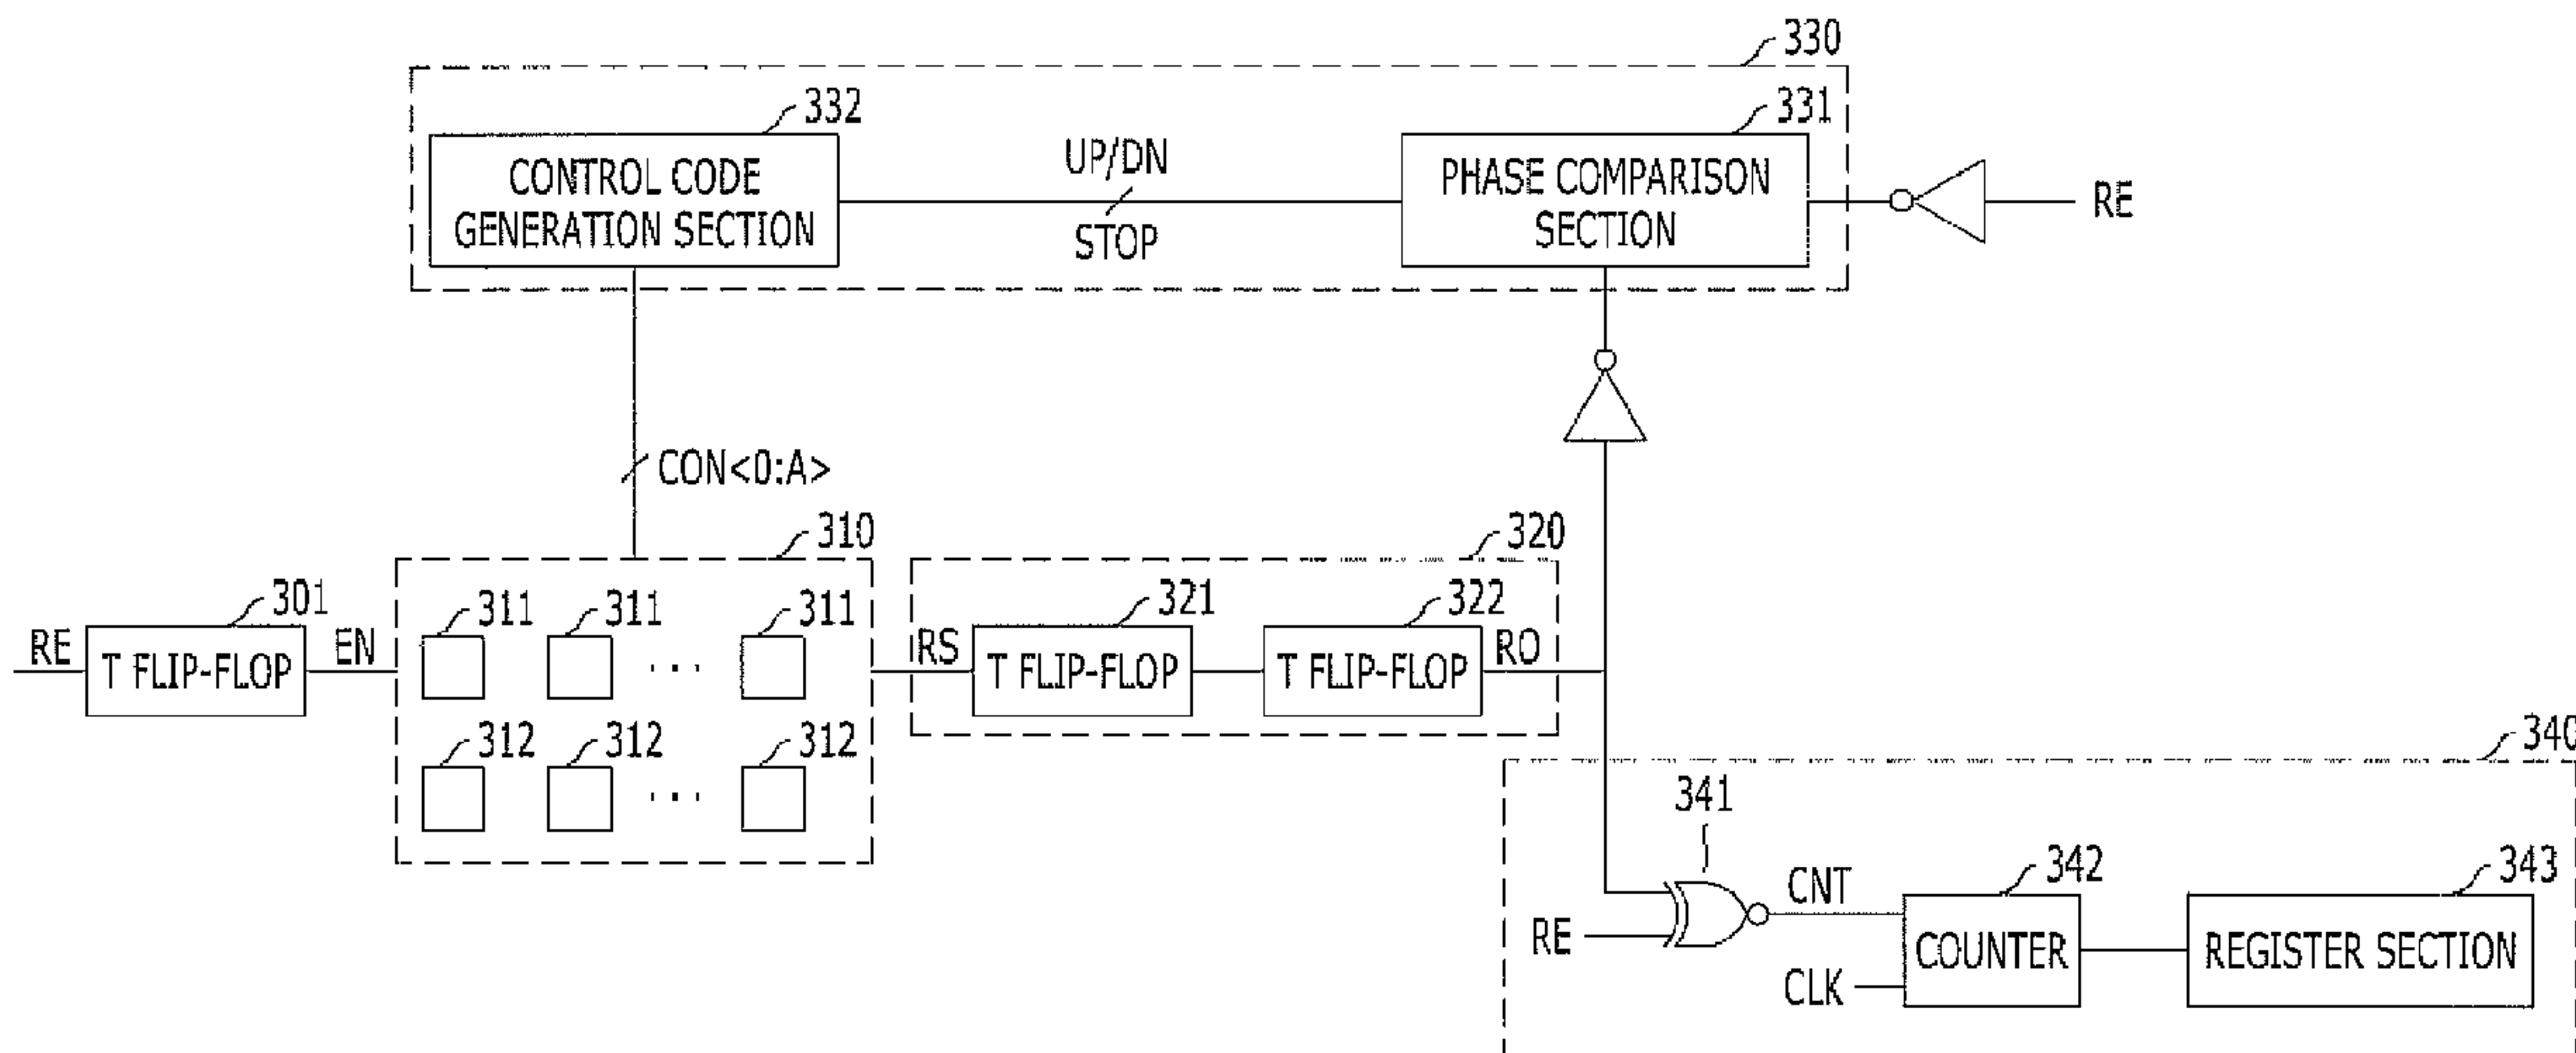 330
332
331
CONTROL CODE
GENERATION SECTION
UP/DN
STOP
PHASE COMPARISON
SECTION
RE
CON<0:A>
310
320
301
311
311
311
321
322
RE
T FLIP-FLOP
EN
RS
T FLIP-FLOP
T FLIP-FLOP
RO
312
312
312
340
341
342
343
CNT
RE
COUNTER
REGISTER SECTION
CLK